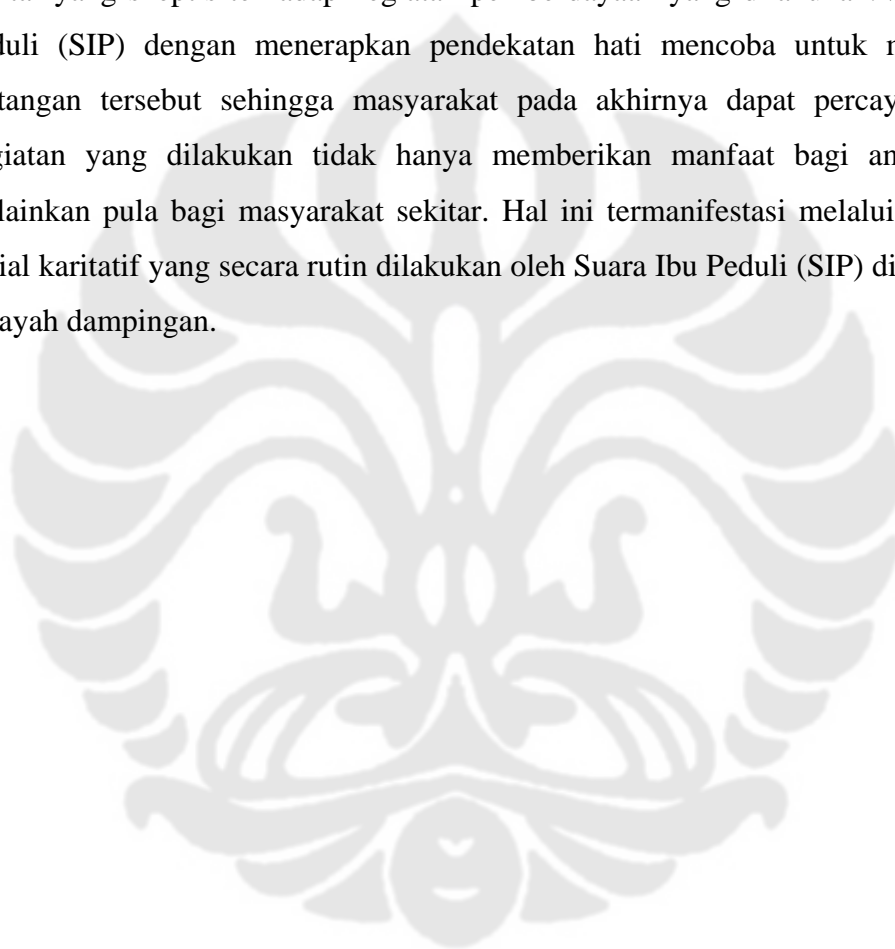 duli (SIP) dengan menerapkan pendekatan hati mencoba untuk
tangan tersebut sehingga masyarakat pada akhirnya dapat percay
giatan yang dilakukan tidak hanya memberikan manfaat bagi an
lainkan pula bagi masyarakat sekitar. Hal ini termanifestasi melalui
ial karitatif yang secara rutin dilakukan oleh Suara Ibu Peduli (SIP) di
ayah dampingan.